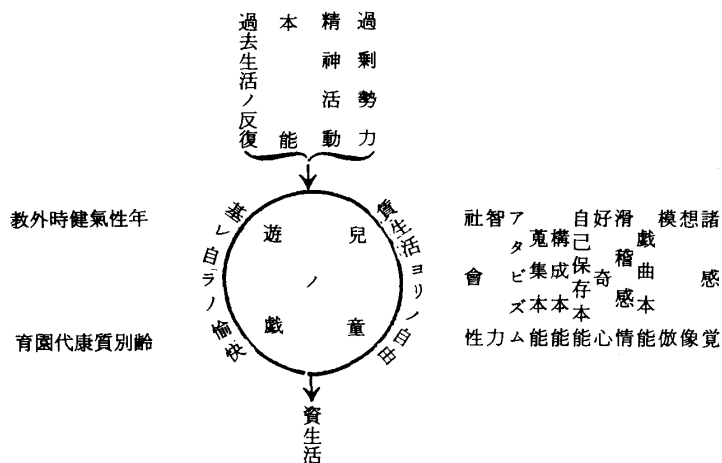 過剰勢力
精神活動
本能
過去生活ノ反復
諸感覚
想像
模倣
戯曲本能
滑稽感情
好奇心
自己保存本能
構成本能
蒐集本能
アタビズム
智力
社會性
賃生活ヨリノ自由
兒童
ノ
遊戯
基レ自ラノ愉快
年齢
性別
氣質
健康
時代
外園
教育
資生活